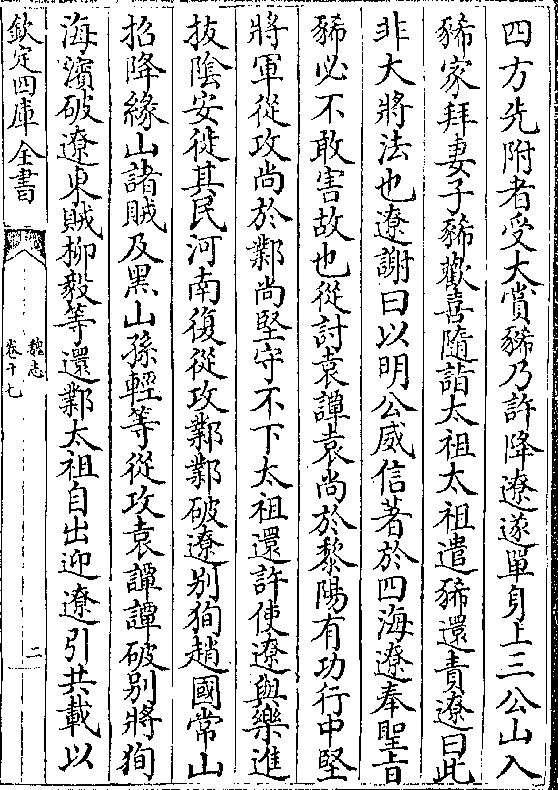 四方先附者受大賞豨乃許降遼遂單身上三公山入
豨家拜妻子豨歡喜隨詣太祖太祖遣豨還責遼曰此
非大將法也遼謝曰以明公威信著於四海遼奉聖旨
豨必不敢害故也從討袁譚袁尚於黎陽有功行中堅
將軍從攻尚於鄴尚堅守不下太祖還許使遼與樂進
拔陰安徙其民河南復從攻鄴鄴破遼别狥趙國常山
招降緣山諸賊及黑山孫輕等從攻袁譚譚破别將狥
海濵破遼東賊柳毅等還鄴太祖自出迎遼引共載以
欽定四庫全書
魏志
卷十七
二